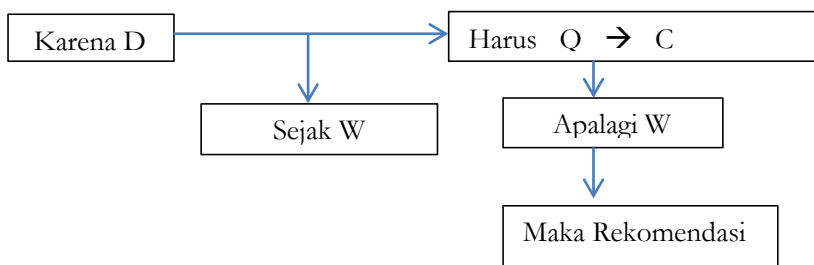 Karena D
Harus Q → C
Sejak W
Apalagi W
Maka Rekomendasi